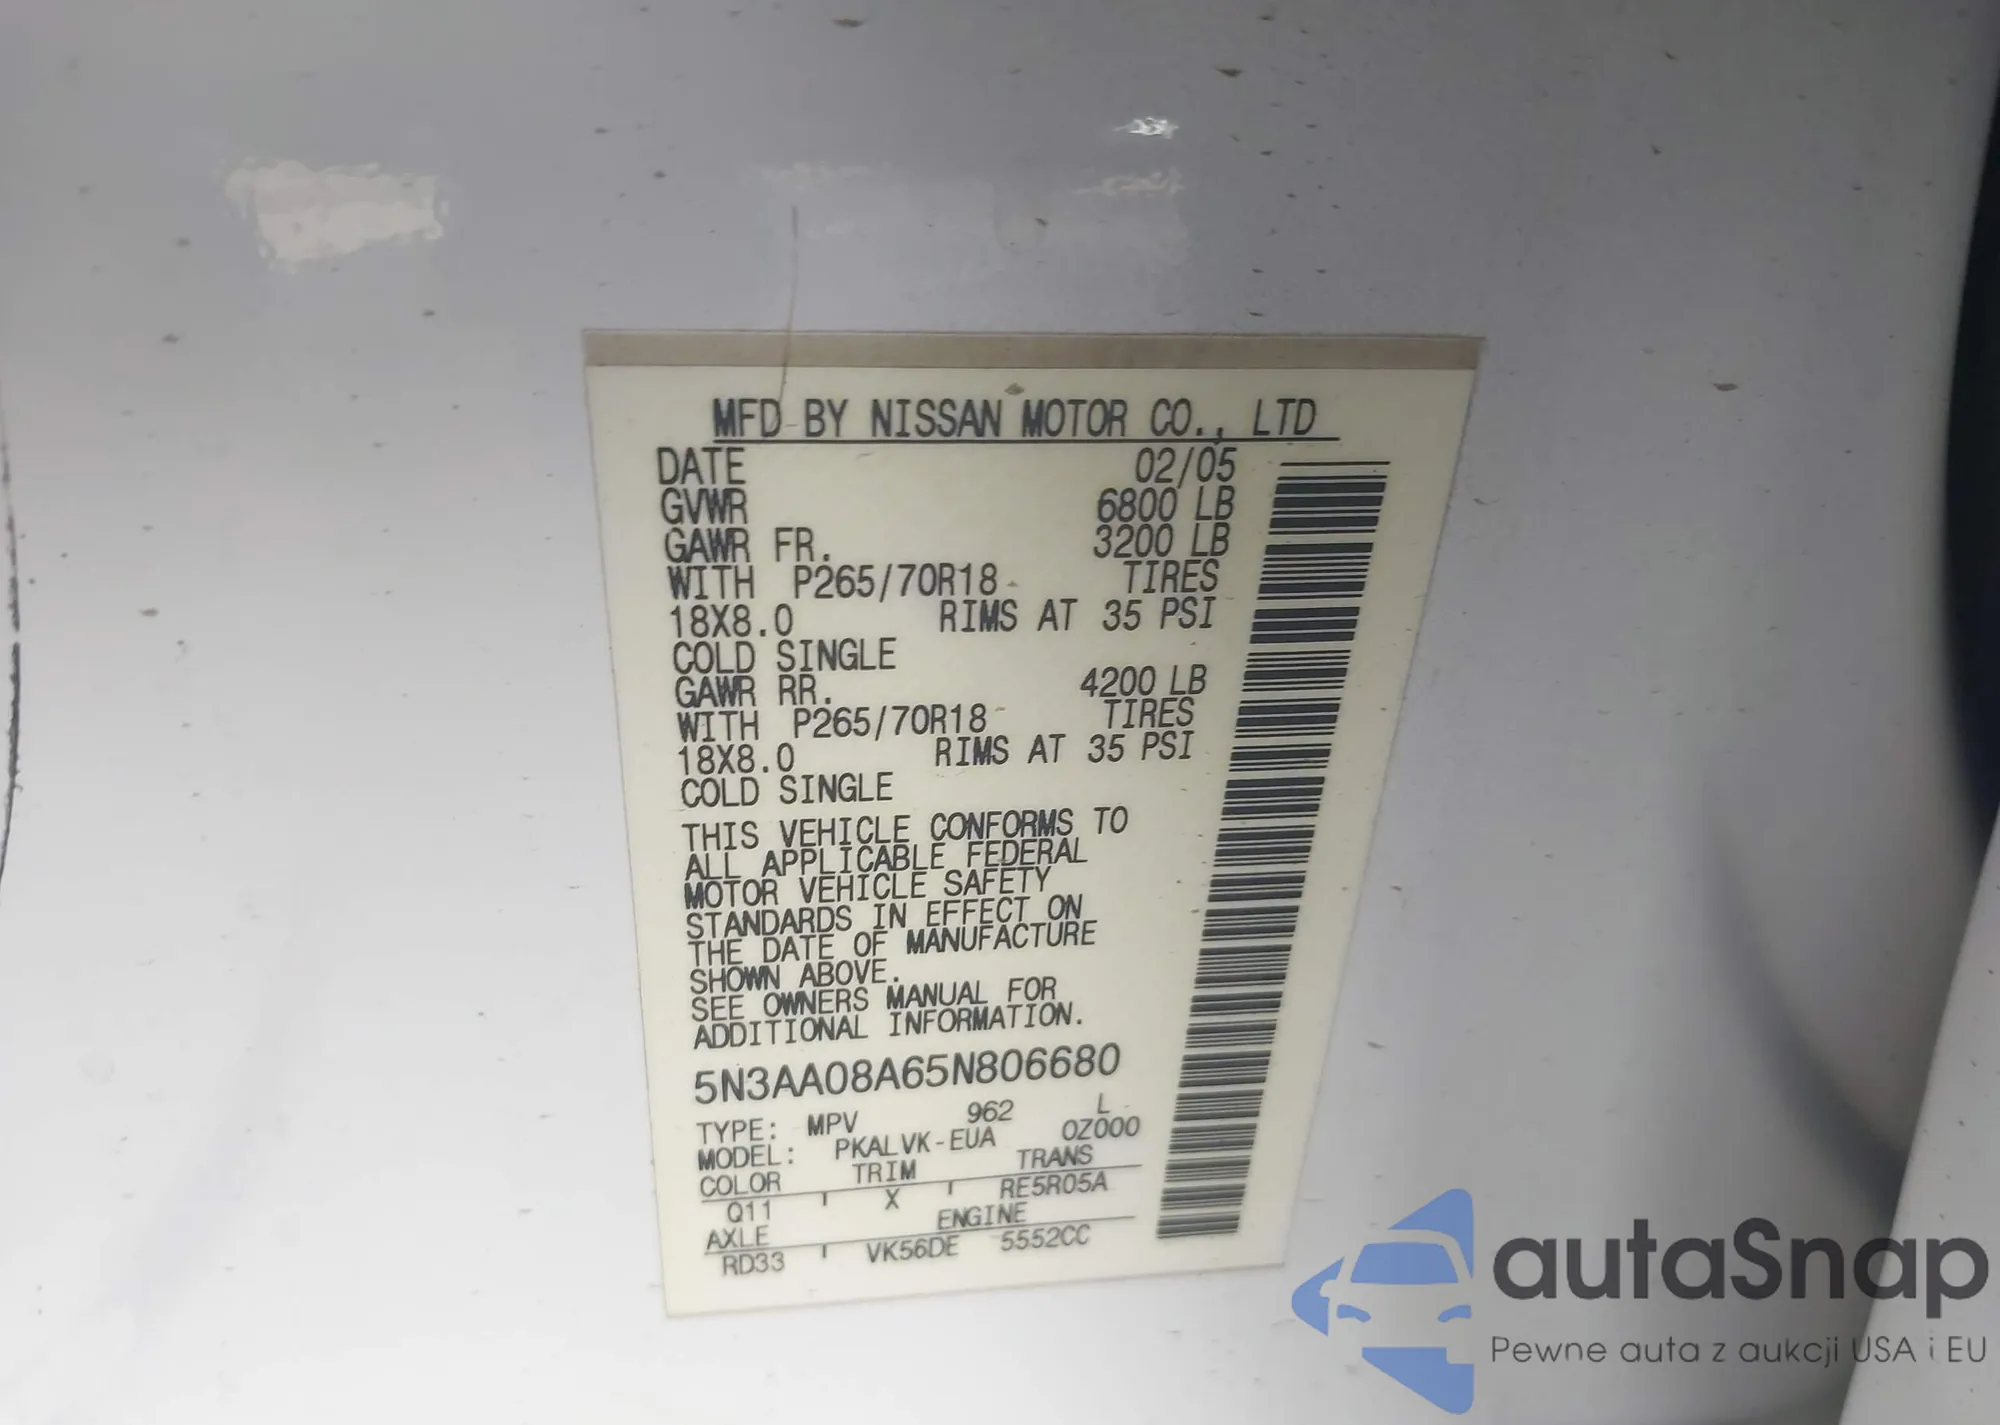 MFD BY NISSAN MOTOR CO., LTD
DATE 02/05
GVWR 6800 LB
GAWR FR. 3200 LB
WITH P265/70R18 TIRES
18X8.0 RIMS AT 35 PSI
COLD SINGLE
GAWR RR. 4200 LB
WITH P265/70R18 TIRES
18X8.0 RIMS AT 35 PSI
COLD SINGLE
THIS VEHICLE CONFORMS TO
ALL APPLICABLE FEDERAL
MOTOR VEHICLE SAFETY
STANDARDS IN EFFECT ON
THE DATE OF MANUFACTURE
SHOWN ABOVE.
SEE OWNERS MANUAL FOR
ADDITIONAL INFORMATION.
5N3AA08A65N806680
TYPE: MPV 962 L
MODEL: PKALVK-EUA 0Z000
COLOR TRIM TRANS
Q11 X RE5R05A
AXLE ENGINE
RD33 VK56DE 5552CC
autaSnap
Pewne auta z aukcji USA i EU